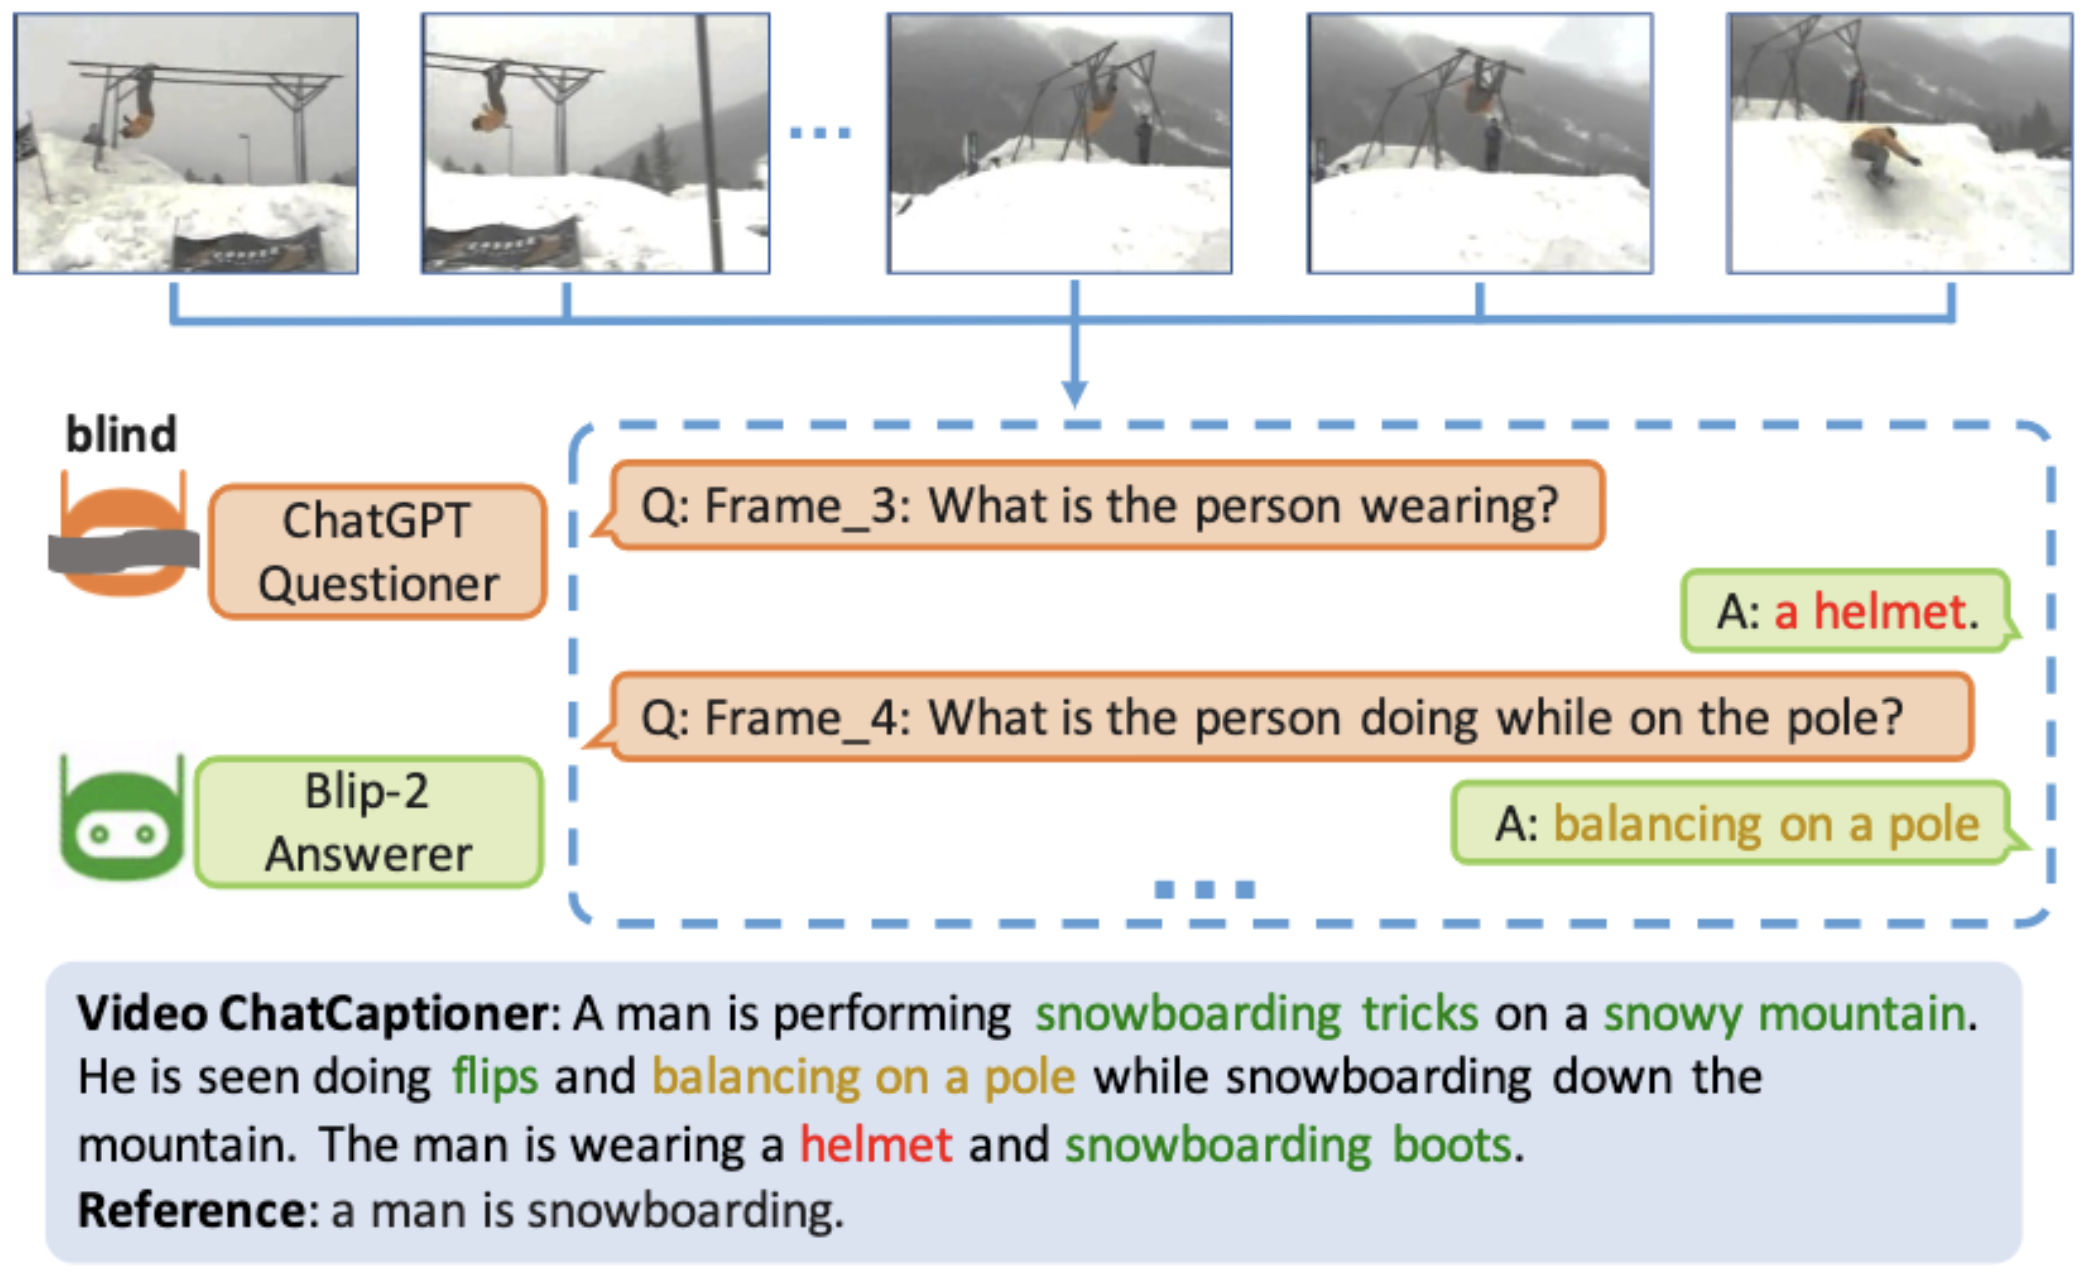 COPPER
COPPER
blind
ChatGPT
Questioner
Q: Frame_3: What is the person wearing?
A: a helmet.
Q: Frame_4: What is the person doing while on the pole?
Blip-2
Answerer
A: balancing on a pole
Video ChatCaptioner: A man is performing snowboarding tricks on a snowy mountain.
He is seen doing flips and balancing on a pole while snowboarding down the
mountain. The man is wearing a helmet and snowboarding boots.
Reference: a man is snowboarding.